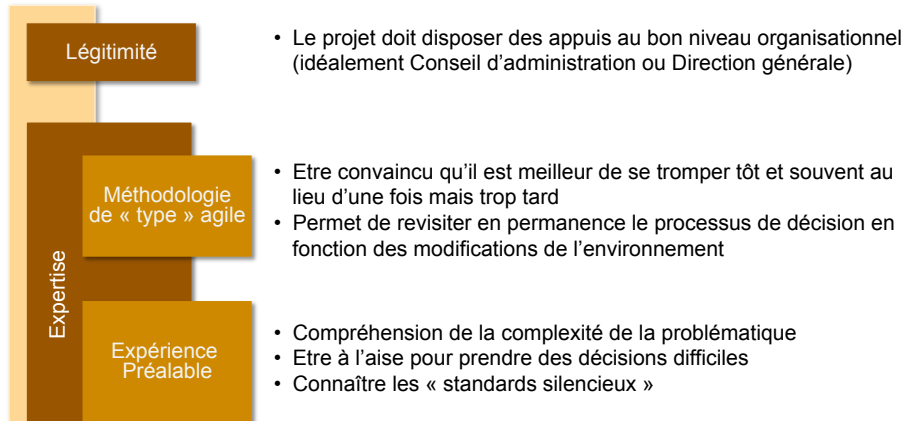 Légitimité
• Le projet doit disposer des appuis au bon niveau organisationnel
(idéalement Conseil d’administration ou Direction générale)
Expertise
Méthodologie
de « type » agile
• Etre convaincu qu’il est meilleur de se tromper tôt et souvent au
lieu d’une fois mais trop tard
• Permet de revisiter en permanence le processus de décision en
fonction des modifications de l’environnement
Expérience
Préalable
• Compréhension de la complexité de la problématique
• Etre à l’aise pour prendre des décisions difficiles
• Connaître les « standards silencieux »